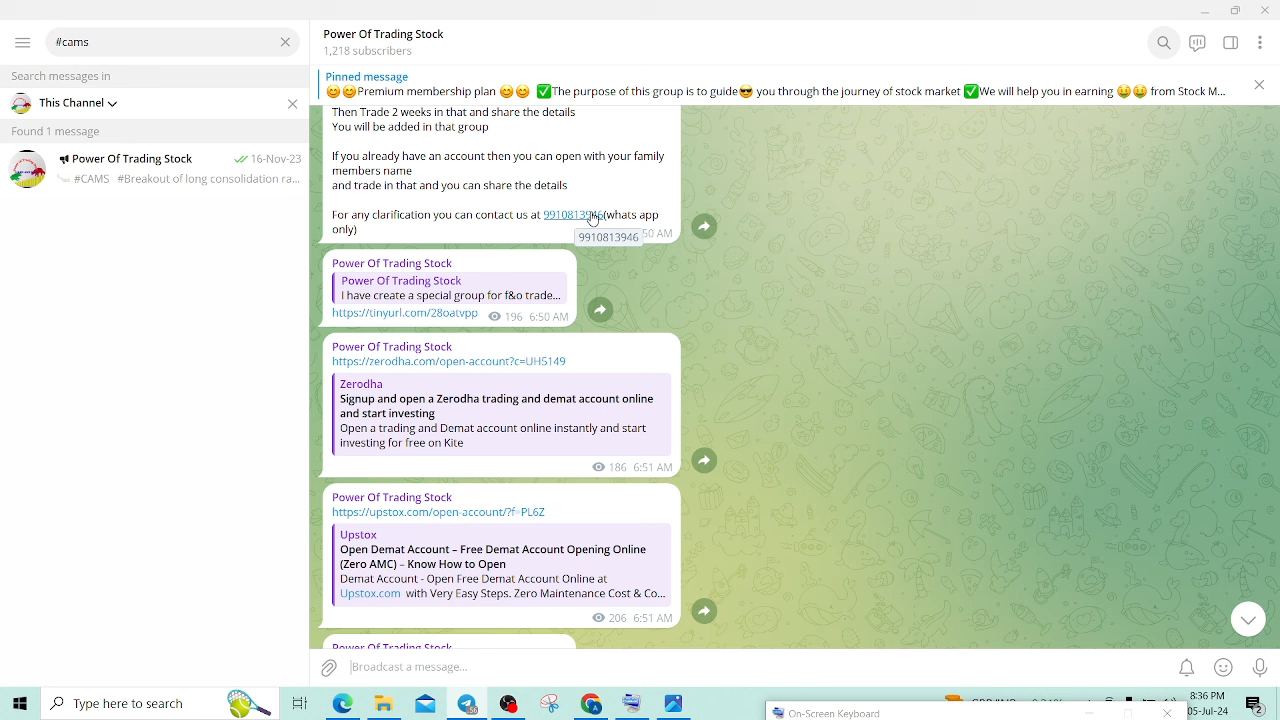 #cams
Search messages in
This Channel
Found 1 message
Power Of Trading Stock
16-Nov-23
#CAMS #Breakout of long consolidation ra...
Power Of Trading Stock
1,218 subscribers
Pinned message
😊😊Premium membership plan 😊😊 ✅The purpose of this group is to guide😎 you through the journey of stock market ✅We will help you in earning 🤑🤑 from Stock M...
Then Trade 2 weeks in that and share the details
You will be added in that group
If you already have an account then you can open with your family
members name
and trade in that and you can share the details
For any clarification you can contact us at 9910813946(whats app
only)
50 AM
9910813946
Power Of Trading Stock
Power Of Trading Stock
I have create a special group for f&o trade...
https://tinyurl.com/28oatvpp 196 6:50 AM
Power Of Trading Stock
https://zerodha.com/open-account?c=UH5149
Zerodha
Signup and open a Zerodha trading and demat account online
and start investing
Open a trading and Demat account online instantly and start
investing for free on Kite
186 6:51 AM
Power Of Trading Stock
https://upstox.com/open-account/?f=PL6Z
Upstox
Open Demat Account – Free Demat Account Opening Online
(Zero AMC) – Know How to Open
Demat Account - Open Free Demat Account Online at
Upstox.com with Very Easy Steps. Zero Maintenance Cost & Co...
206 6:51 AM
Power Of Trading Stock
Broadcast a message...
Type here to search
8:36 PM
05-Jul-24
2
On-Screen Keyboard